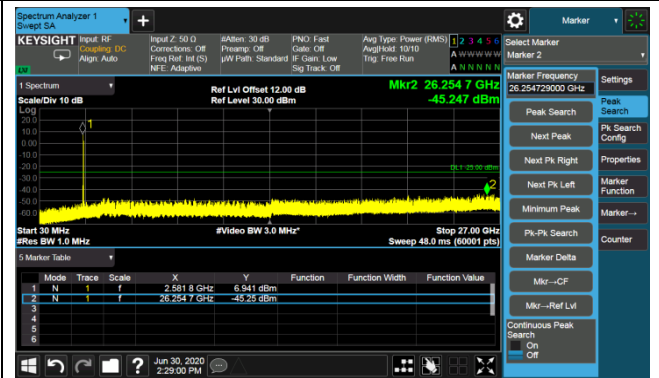 Spectrum Analyzer 1
Swept SA
Marker
KEYSIGHT
Input: RF
Coupling: DC
Align: Auto
Input Z: 50 Ω
Corrections: Off
Freq Ref: Int (S)
NFE: Adaptive
#Atten: 30 dB
Preamp: Off
µW Path: Standard
PNO: Fast
Gate: Off
IF Gain: Low
Sig Track: Off
Avg Type: Power (RMS)
Avg|Hold: 10/10
Trig: Free Run
1 2 3 4 5 6
A W W W W W
A N N N N N
Select Marker
Marker 2
LXI
1 Spectrum
Scale/Div 10 dB
Log
Ref Lvl Offset 12.00 dB
Ref Level 30.00 dBm
Mkr2 26.254 7 GHz
-45.247 dBm
20.0
10.0
0.00
-10.0
-20.0
-30.0
-40.0
-50.0
-60.0
1
DL1 -25.00 dBm
2
Start 30 MHz
#Res BW 1.0 MHz
#Video BW 3.0 MHz*
Stop 27.00 GHz
Sweep 48.0 ms (60001 pts)
5 Marker Table
Mode Trace Scale X Y Function Function Width Function Value
1 N 1 f 2.581 8 GHz 6.941 dBm
2 N 1 f 26.254 7 GHz -45.25 dBm
3
4
5
6
Marker Frequency
26.254729000 GHz
Peak Search
Next Peak
Next Pk Right
Next Pk Left
Minimum Peak
Pk-Pk Search
Marker Delta
Mkr→CF
Mkr→Ref Lvl
Continuous Peak
Search
On
Off
Settings
Peak
Search
Pk Search
Config
Properties
Marker
Function
Marker→
Counter
?
Jun 30, 2020
2:29:00 PM